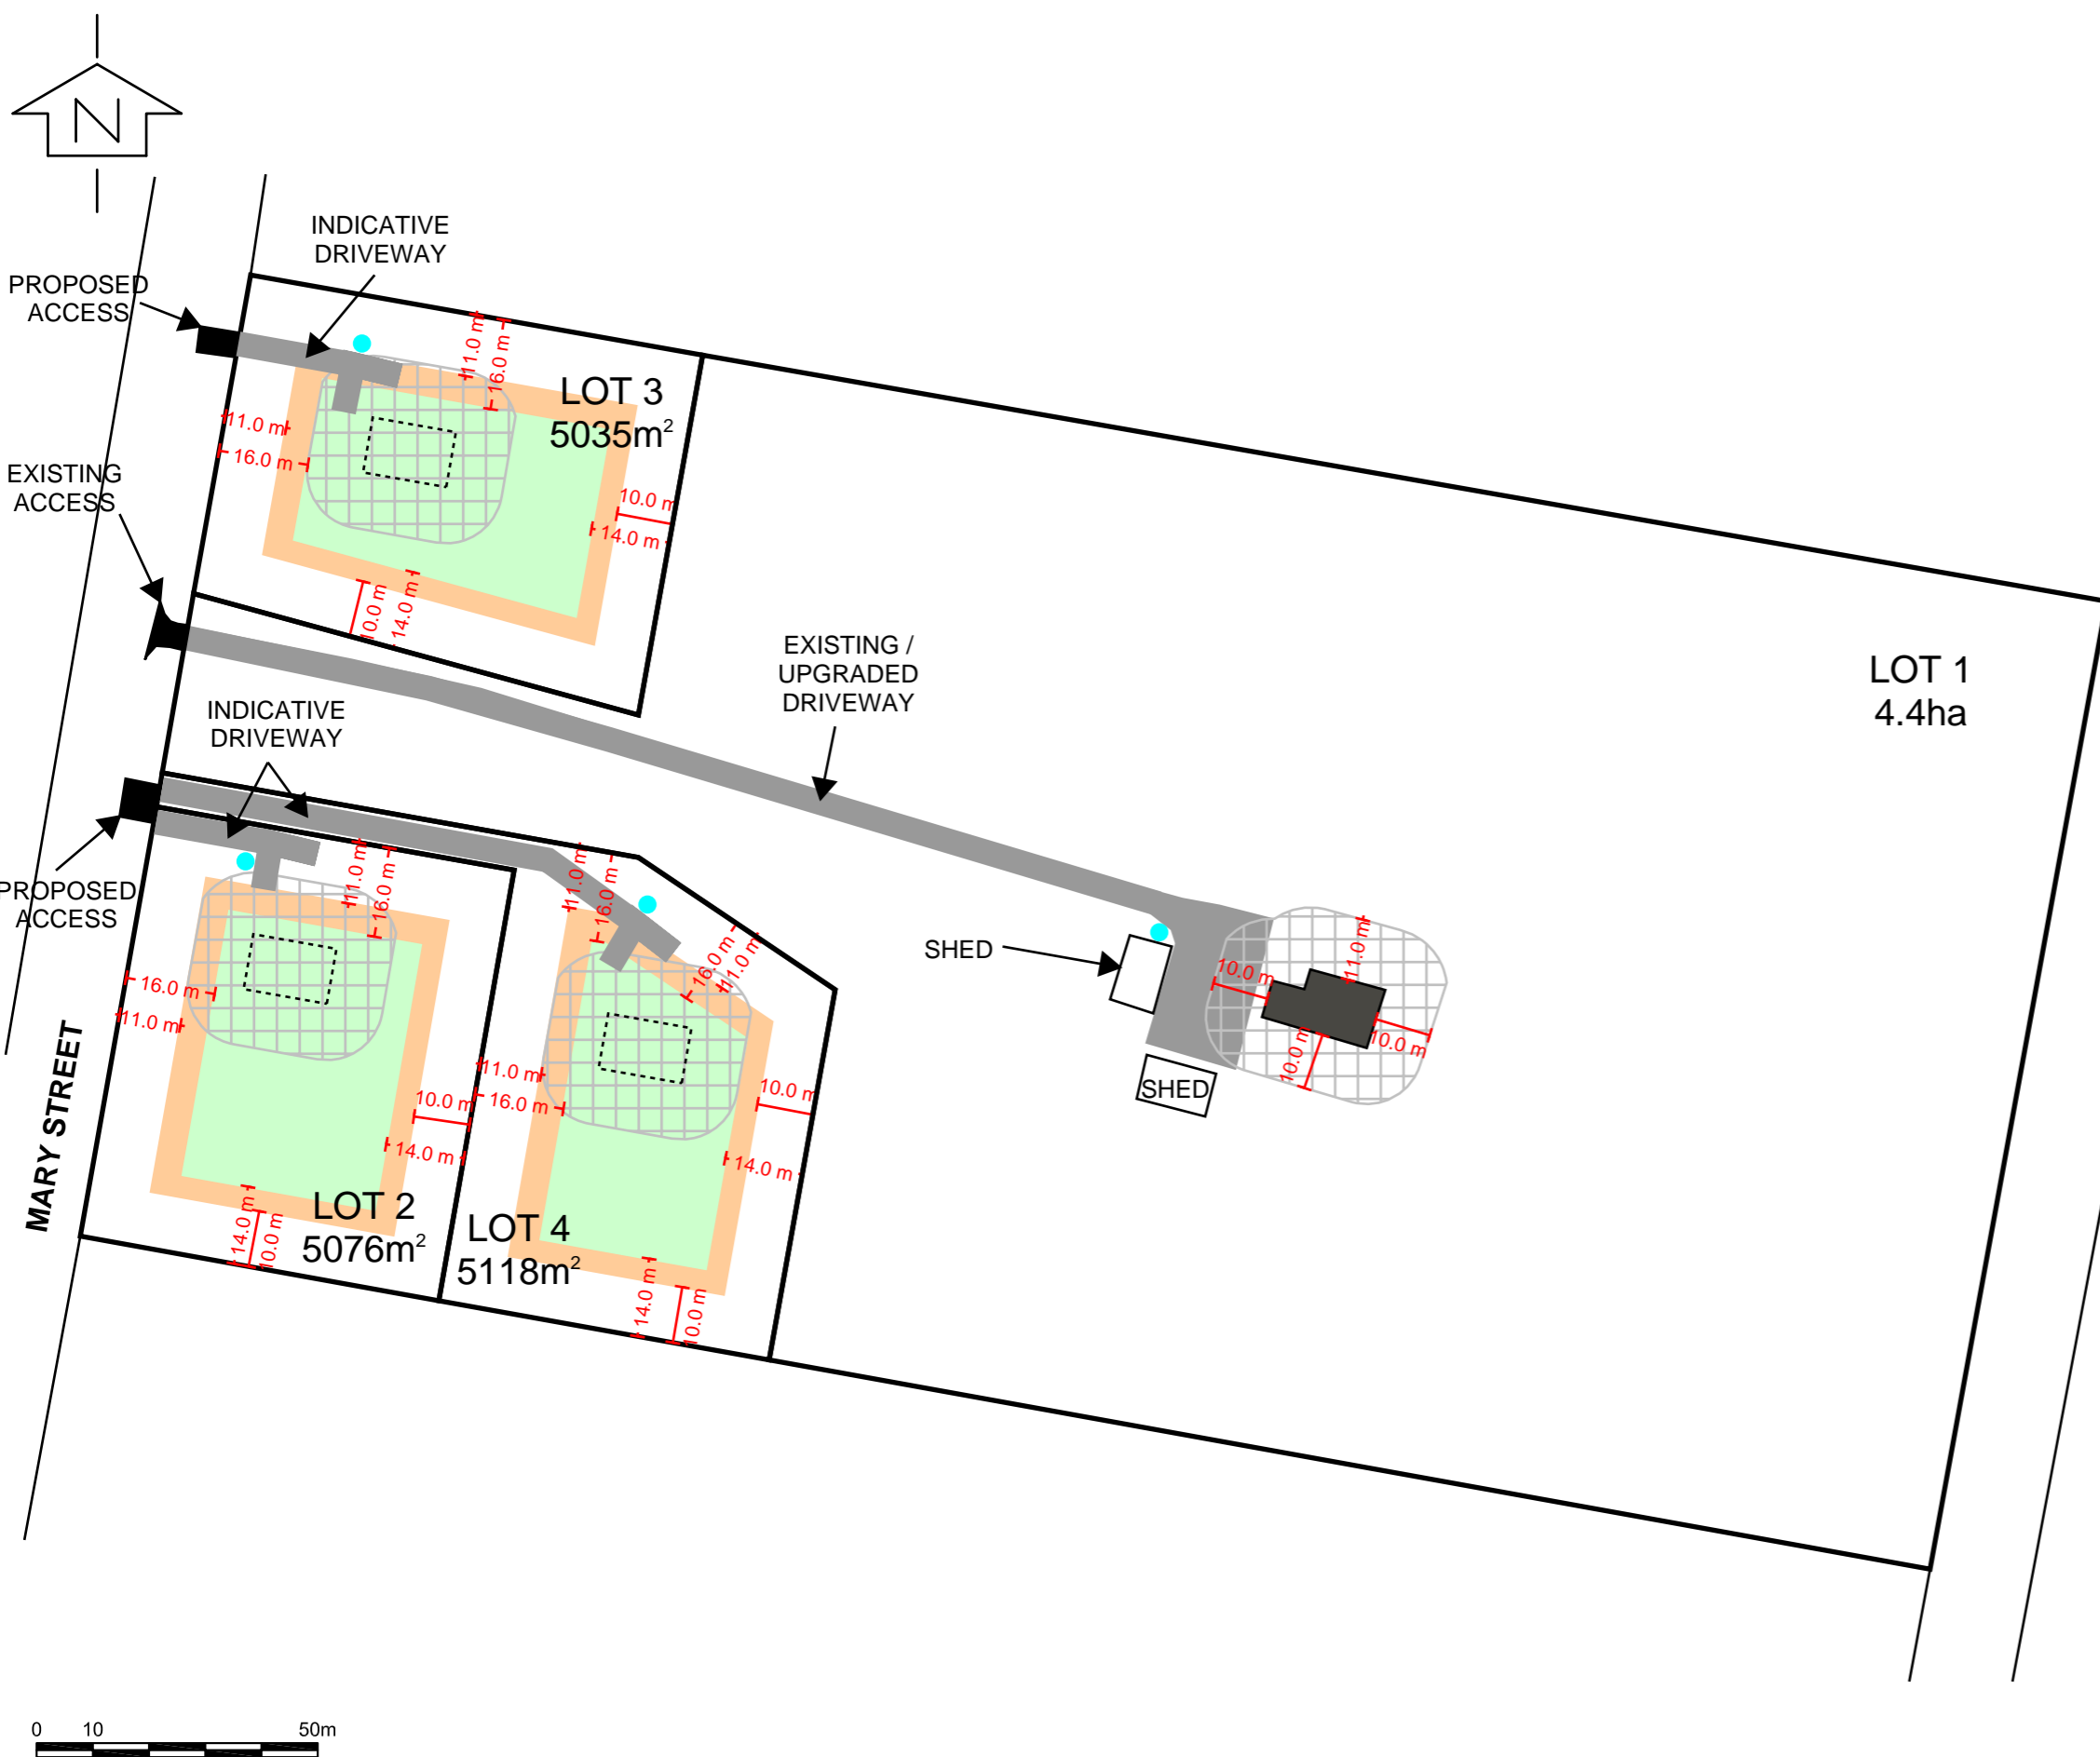 N
INDICATIVE
DRIVEWAY
PROPOSED
ACCESS
11.0 m
16.0 m
LOT 3
5035m²
11.0 m
16.0 m
EXISTING
ACCESS
10.0 m
14.0 m
10.0 m
14.0 m
EXISTING /
UPGRADED
DRIVEWAY
LOT 1
4.4ha
INDICATIVE
DRIVEWAY
PROPOSED
ACCESS
11.0 m
16.0 m
11.0 m
16.0 m
16.0 m
11.0 m
SHED
11.0 m
10.0 m
10.0 m
10.0 m
SHED
16.0 m
11.0 m
11.0 m
16.0 m
10.0 m
14.0 m
10.0 m
14.0 m
MARY STREET
LOT 2
5076m²
LOT 4
5118m²
14.0 m
10.0 m
14.0 m
10.0 m
0 10 50m